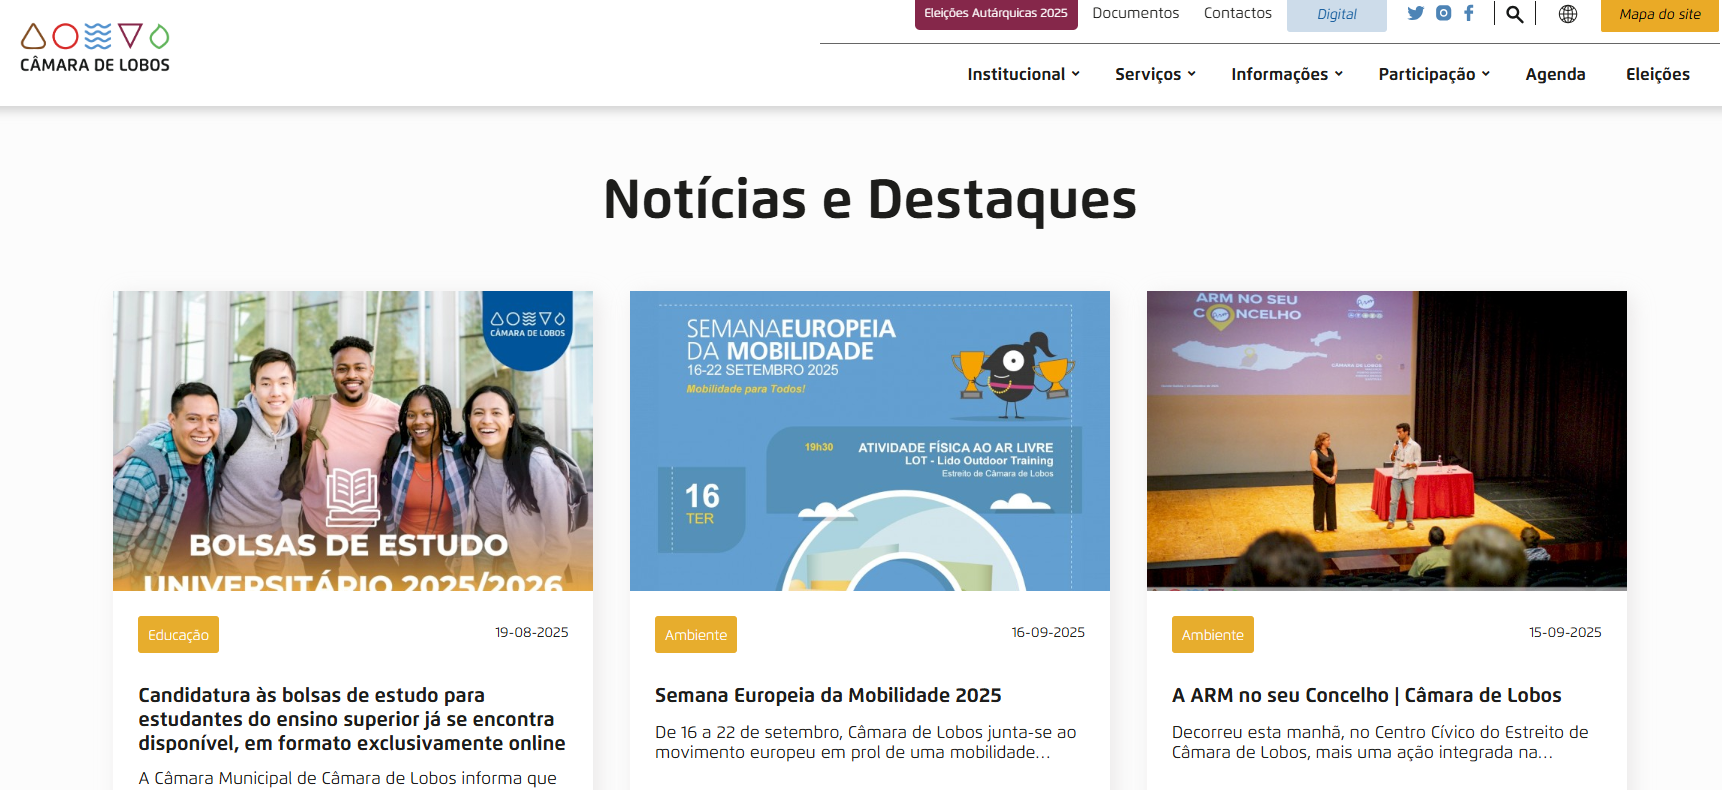 CÂMARA DE LOBOS
Eleições Autárquicas 2025
Documentos
Contactos
Digital
Mapa do site
Institucional
Serviços
Informações
Participação
Agenda
Eleições
Notícias e Destaques
CÂMARA DE LOBOS
BOLSAS DE ESTUDO
UNIVERSITÁRIO 2025/2026
Educação
19-08-2025
Candidatura às bolsas de estudo para
estudantes do ensino superior já se encontra
disponível, em formato exclusivamente online
A Câmara Municipal de Câmara de Lobos informa que
SEMANAEUROPEIA
DA MOBILIDADE
16-22 SETEMBRO 2025
Mobilidade para Todos!
19h30
ATIVIDADE FÍSICA AO AR LIVRE
LOT - Lido Outdoor Training
Estreito de Câmara de Lobos
16
TER
Ambiente
16-09-2025
Semana Europeia da Mobilidade 2025
De 16 a 22 de setembro, Câmara de Lobos junta-se ao
movimento europeu em prol de uma mobilidade...
ARM NO SEU
CONCELHO
CÂMARA DE LOBOS
Ambiente
15-09-2025
A ARM no seu Concelho | Câmara de Lobos
Decorreu esta manhã, no Centro Cívico do Estreito de
Câmara de Lobos, mais uma ação integrada na...